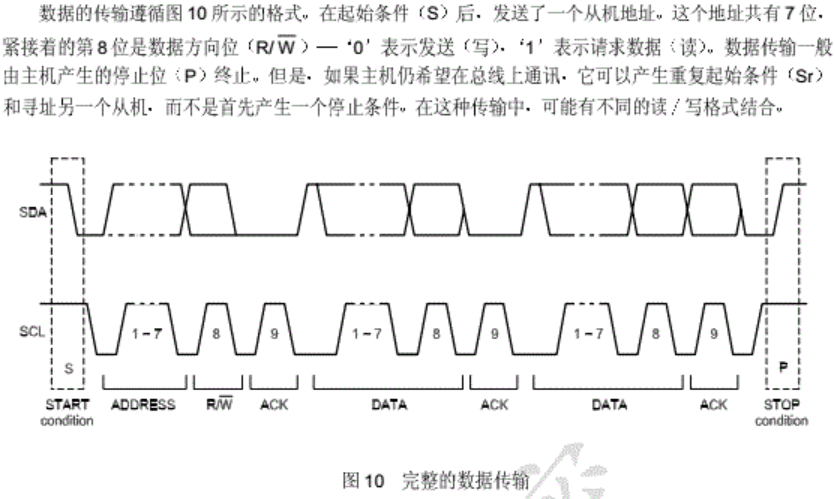 数据的传输遵循图 10 所示的格式。在起始条件（S）后，发送了一个从机地址。这个地址共有 7 位，
紧接着的第 8 位是数据方向位（R/W̅）— ‘0’表示发送（写），‘1’表示请求数据（读）。数据传输一般
由主机产生的停止位（P）终止。但是，如果主机仍希望在总线上通讯，它可以产生重复起始条件（Sr）
和寻址另一个从机，而不是首先产生一个停止条件。在这种传输中，可能有不同的读／写格式结合。
SDA
SCL
1 – 7 8 9 1 – 7 8 9 1 – 7 8 9
S P
START ADDRESS R/W̅ ACK DATA ACK DATA ACK STOP
condition condition
图 10 完整的数据传输